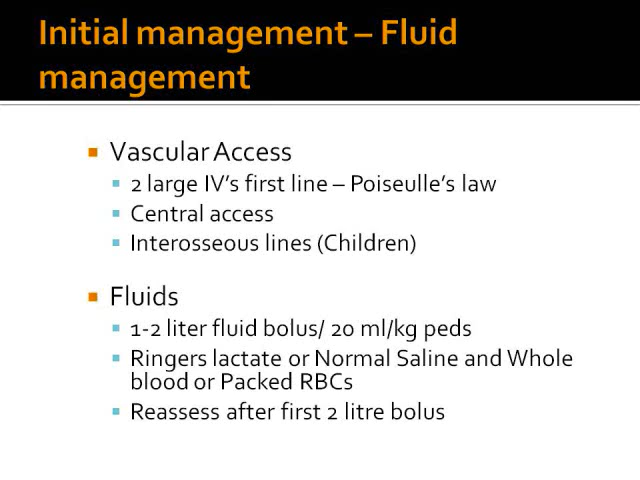 Initial management – Fluid
management
Vascular Access
2 large IV's first line – Poiseulle's law
Central access
Interosseous lines (Children)
Fluids
1-2 liter fluid bolus/ 20 ml/kg peds
Ringers lactate or Normal Saline and Whole
blood or Packed RBCs
Reassess after first 2 litre bolus